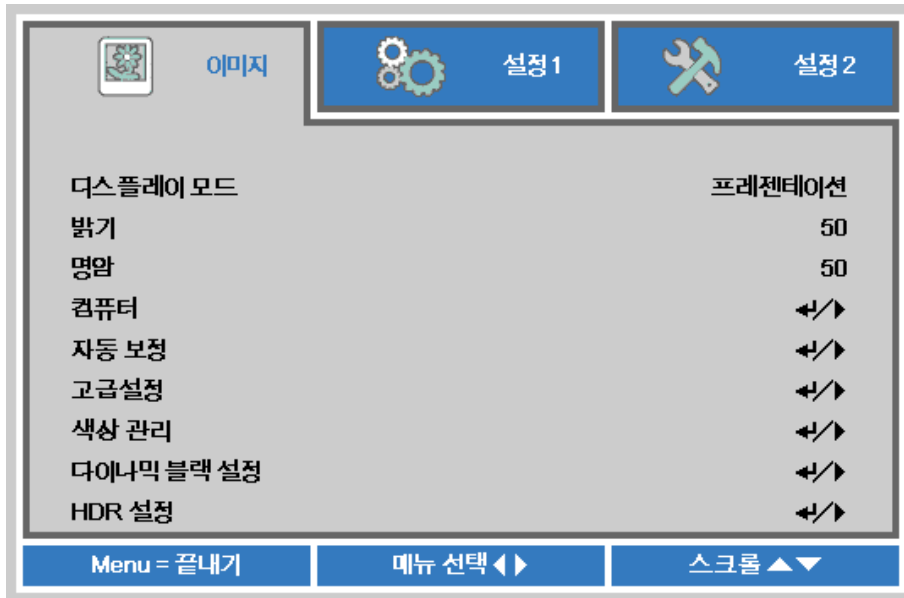 이미지
설정 1
설정 2
디스플레이 모드 프레젠테이션
밝기 50
명암 50
컴퓨터 ↵/▶
자동 보정 ↵/▶
고급설정 ↵/▶
색상 관리 ↵/▶
다이나믹 블랙 설정 ↵/▶
HDR 설정 ↵/▶
Menu = 끝내기 메뉴 선택◀▶ 스크롤▲▼